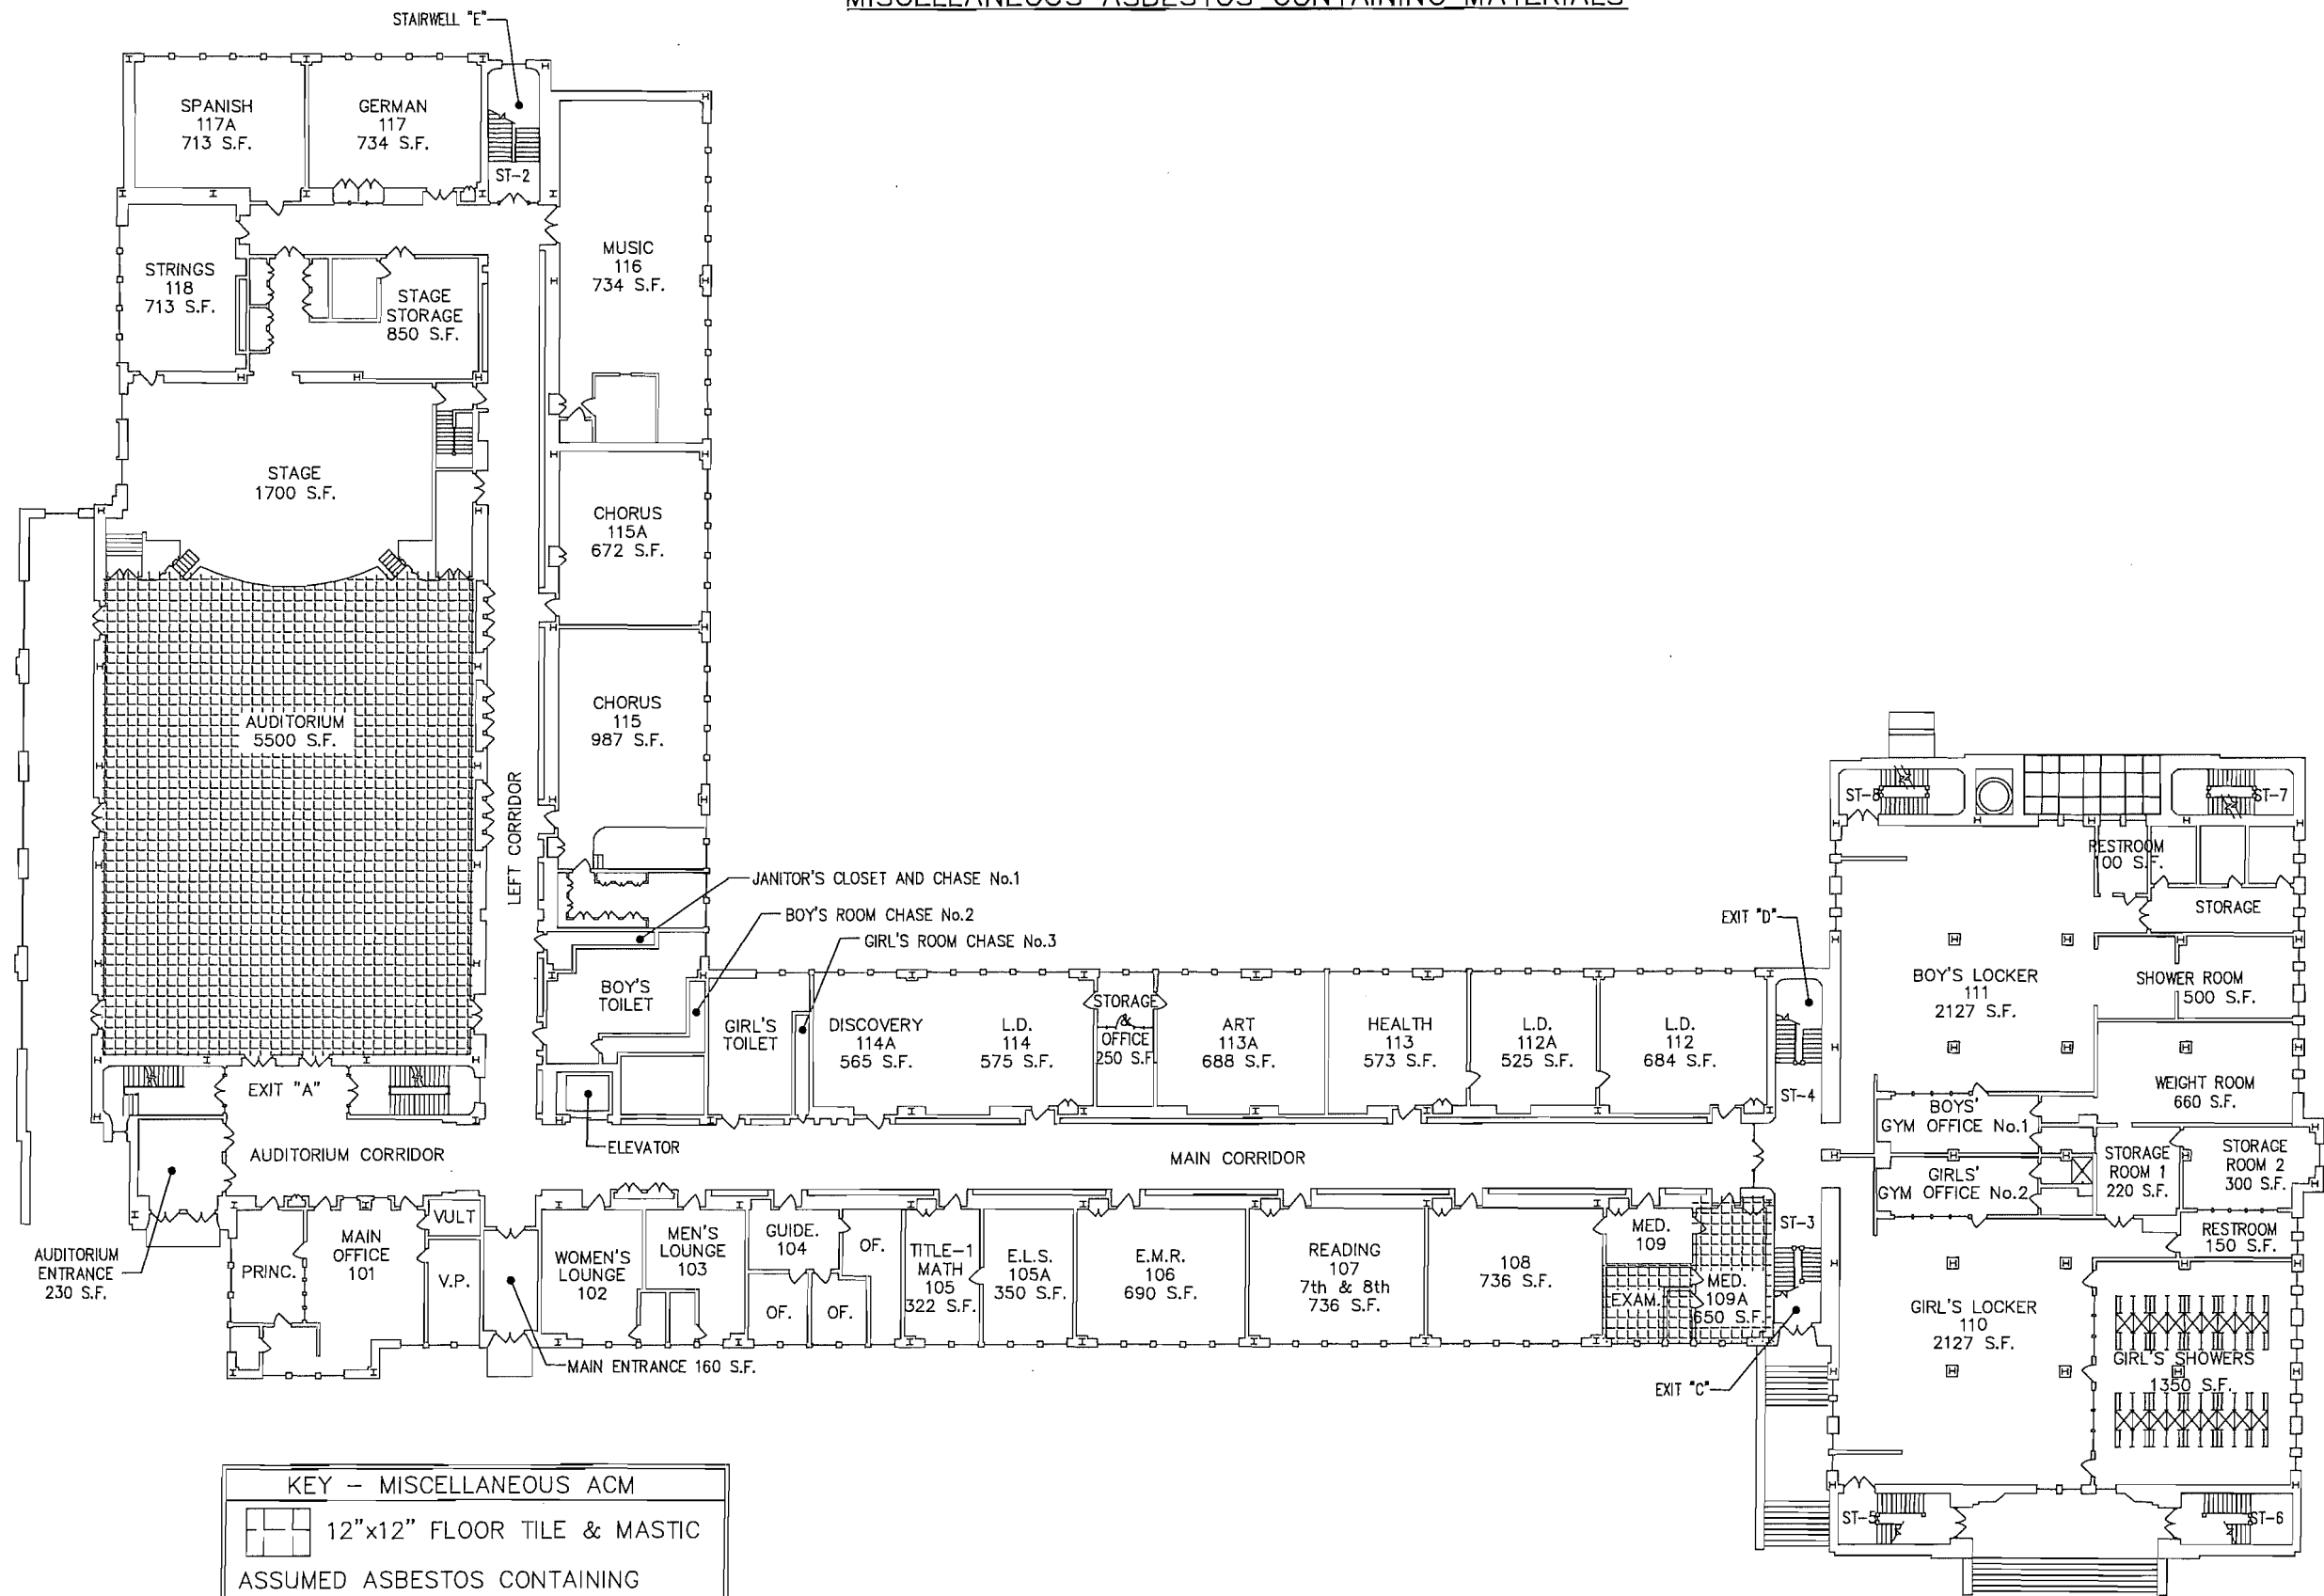 MISCELLANEOUS ASBESTOS CONTAINING MATERIALS
STAIRWELL "E"
SPANISH
117A
713 S.F.
GERMAN
117
734 S.F.
ST-2
MUSIC
116
734 S.F.
STRINGS
118
713 S.F.
STAGE
STORAGE
850 S.F.
STAGE
1700 S.F.
CHORUS
115A
672 S.F.
AUDITORIUM
5500 S.F.
CHORUS
115
987 S.F.
LEFT CORRIDOR
JANITOR'S CLOSET AND CHASE No.1
BOY'S ROOM CHASE No.2
GIRL'S ROOM CHASE No.3
BOY'S
TOILET
GIRL'S
TOILET
DISCOVERY
114A
565 S.F.
L.D.
114
575 S.F.
STORAGE
&
OFFICE
250 S.F.
ART
113A
688 S.F.
HEALTH
113
573 S.F.
L.D.
112A
525 S.F.
L.D.
112
684 S.F.
EXIT "D"
ST-4
ST-8
ST-7
RESTROOM
100 S.F.
STORAGE
BOY'S LOCKER
111
2127 S.F.
SHOWER ROOM
500 S.F.
WEIGHT ROOM
660 S.F.
BOYS'
GYM OFFICE No.1
GIRLS'
GYM OFFICE No.2
STORAGE
ROOM 1
220 S.F.
STORAGE
ROOM 2
300 S.F.
RESTROOM
150 S.F.
EXIT "A"
ELEVATOR
AUDITORIUM CORRIDOR
MAIN CORRIDOR
AUDITORIUM
ENTRANCE
230 S.F.
PRINC.
MAIN
OFFICE
101
VULT
V.P.
WOMEN'S
LOUNGE
102
MEN'S
LOUNGE
103
GUIDE.
104
OF.
OF.
OF.
TITLE-1
MATH
105
322 S.F.
E.L.S.
105A
350 S.F.
E.M.R.
106
690 S.F.
READING
107
7th & 8th
736 S.F.
108
736 S.F.
MED.
109
EXAM.
MED.
109A
650 S.F.
ST-3
EXIT "C"
MAIN ENTRANCE 160 S.F.
GIRL'S LOCKER
110
2127 S.F.
GIRL'S SHOWERS
1350 S.F.
ST-5
ST-6
KEY - MISCELLANEOUS ACM
12"x12" FLOOR TILE & MASTIC
ASSUMED ASBESTOS CONTAINING